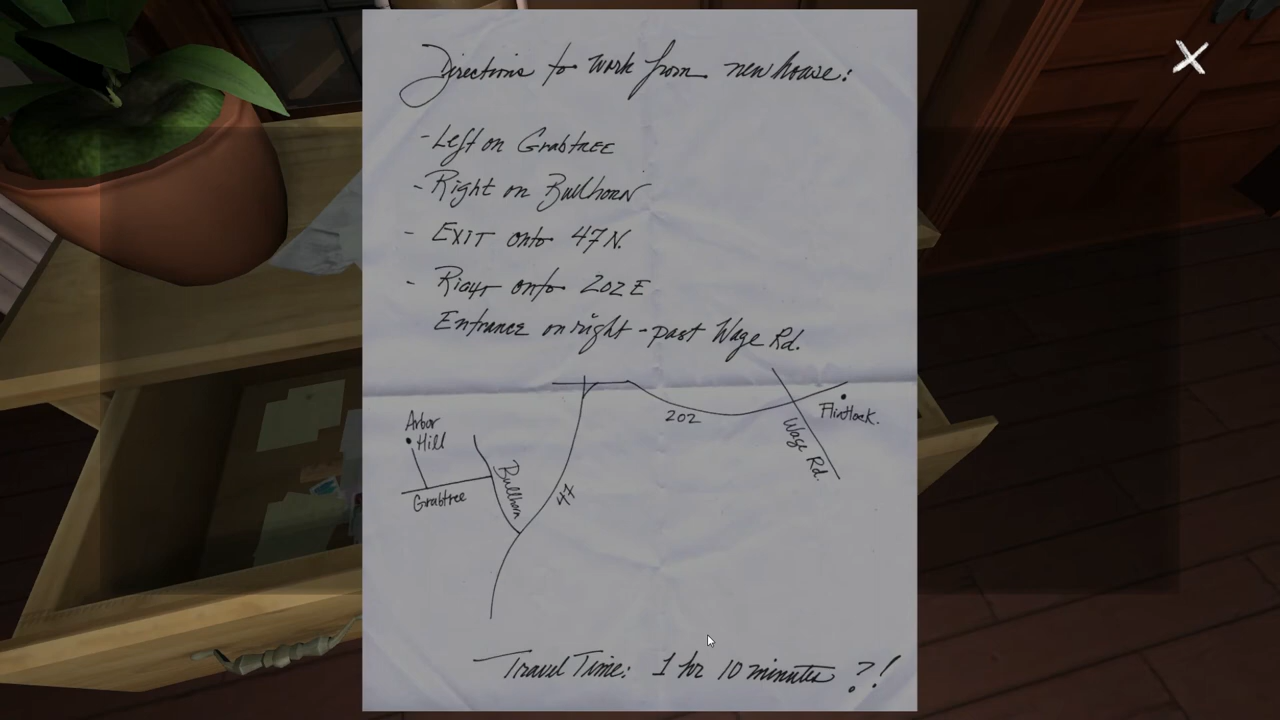 Directions to work from new house:
- Left on Grabtree
- Right on Bullhorn
- Exit onto 47 N.
- Right onto 202 E
Entrance on right - past Wage Rd.
Arbor
Hill
Grabtree
Bullhorn
47
202
Wage Rd.
Flintlock.
Travel Time: 1 hr 10 minutes ?!